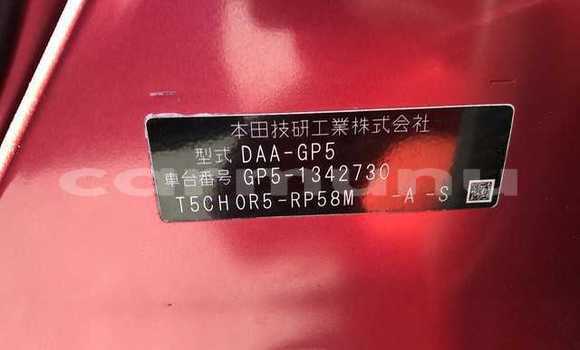 本田技研工業株式会社
型式 DAA-GP5
車台番号 GP5-1342730
T5CH0R5-RP58M -A -S